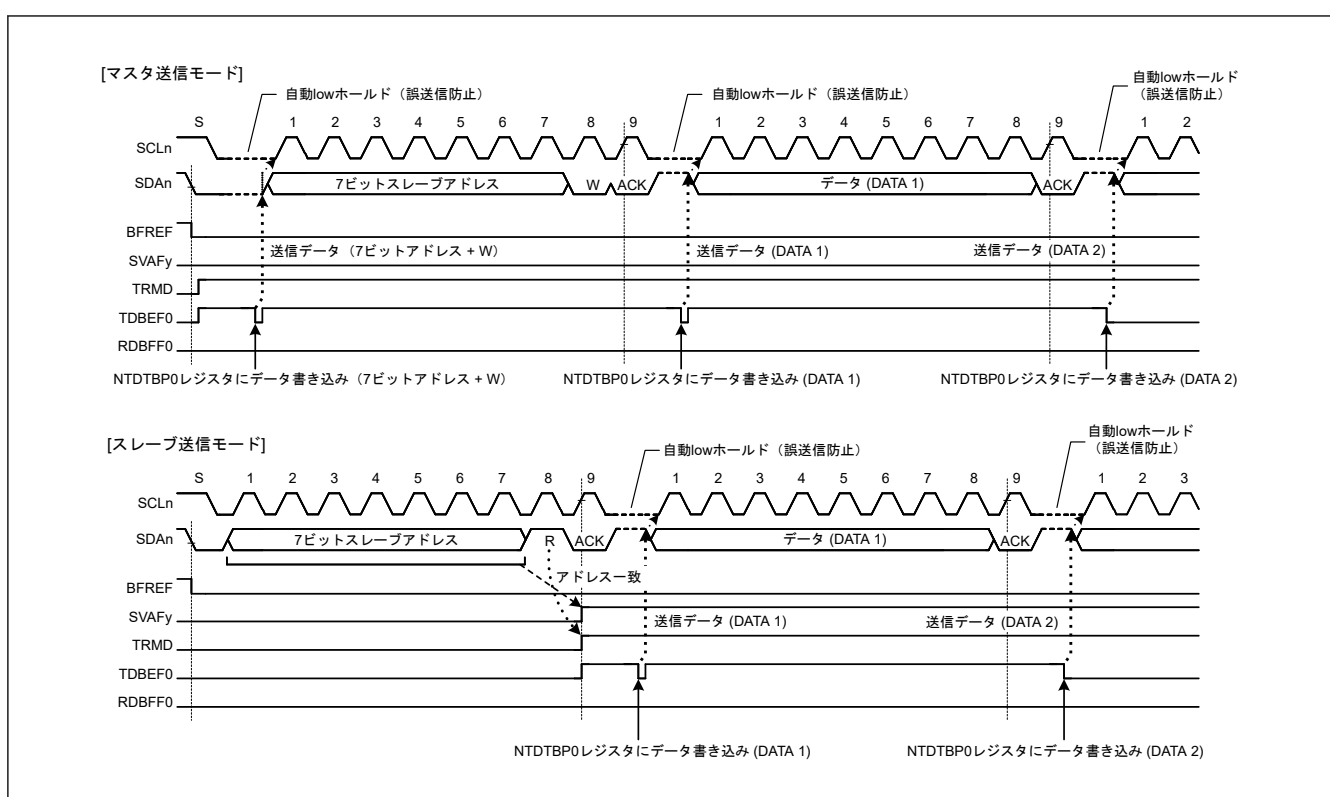 [マスタ送信モード]
自動lowホールド（誤送信防止）
自動lowホールド（誤送信防止）
自動lowホールド
（誤送信防止）
S 1 2 3 4 5 6 7 8 9 1 2 3 4 5 6 7 8 9 1 2
SCLn
SDAn 7ビットスレーブアドレス W ACK データ (DATA 1) ACK
BFREF
送信データ（7ビットアドレス + W） 送信データ (DATA 1) 送信データ (DATA 2)
SVAFy
TRMD
TDBEF0
RDBFF0
NTDTBP0レジスタにデータ書き込み（7ビットアドレス + W） NTDTBP0レジスタにデータ書き込み (DATA 1) NTDTBP0レジスタにデータ書き込み (DATA 2)
[スレーブ送信モード]
自動lowホールド（誤送信防止）
自動lowホールド
（誤送信防止）
S 1 2 3 4 5 6 7 8 9 1 2 3 4 5 6 7 8 9 1 2 3
SCLn
SDAn 7ビットスレーブアドレス R ACK データ (DATA 1) ACK
アドレス一致
BFREF
SVAFy
送信データ (DATA 1) 送信データ (DATA 2)
TRMD
TDBEF0
RDBFF0
NTDTBP0レジスタにデータ書き込み (DATA 1) NTDTBP0レジスタにデータ書き込み (DATA 2)